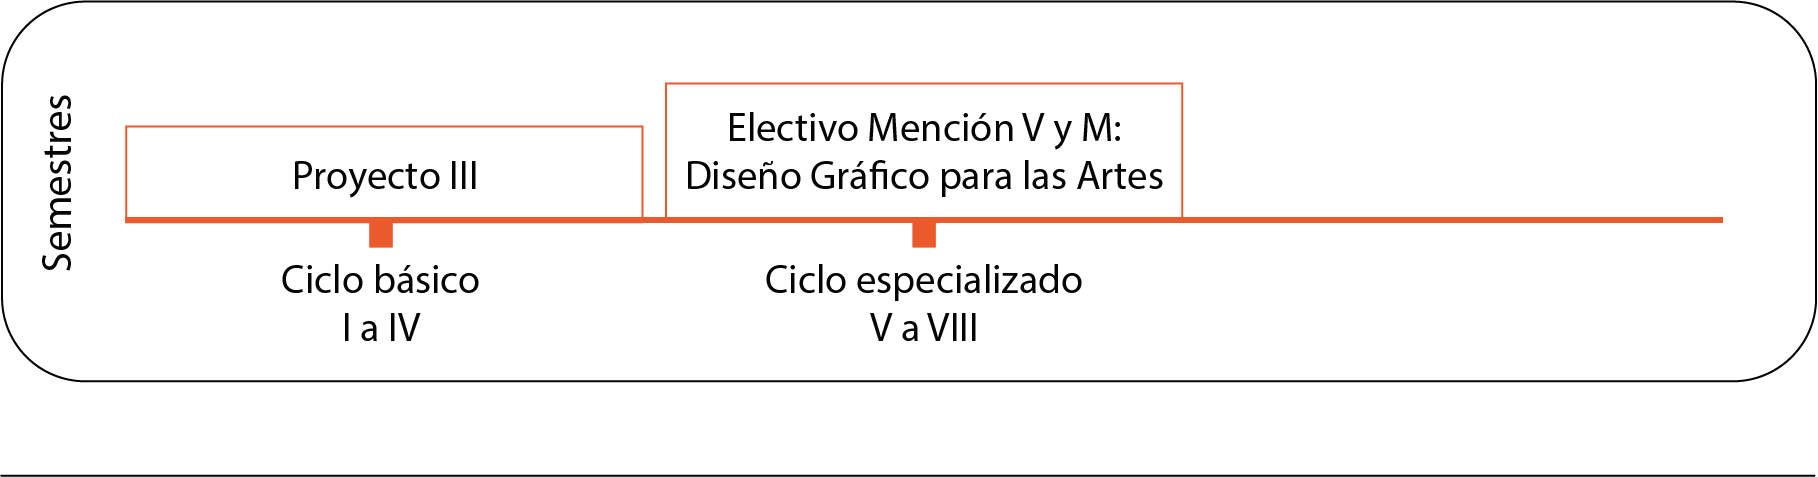 Semestres
Proyecto III
Electivo Mención V y M:
Diseño Gráfico para las Artes
Ciclo básico
I a IV
Ciclo especializado
V a VIII